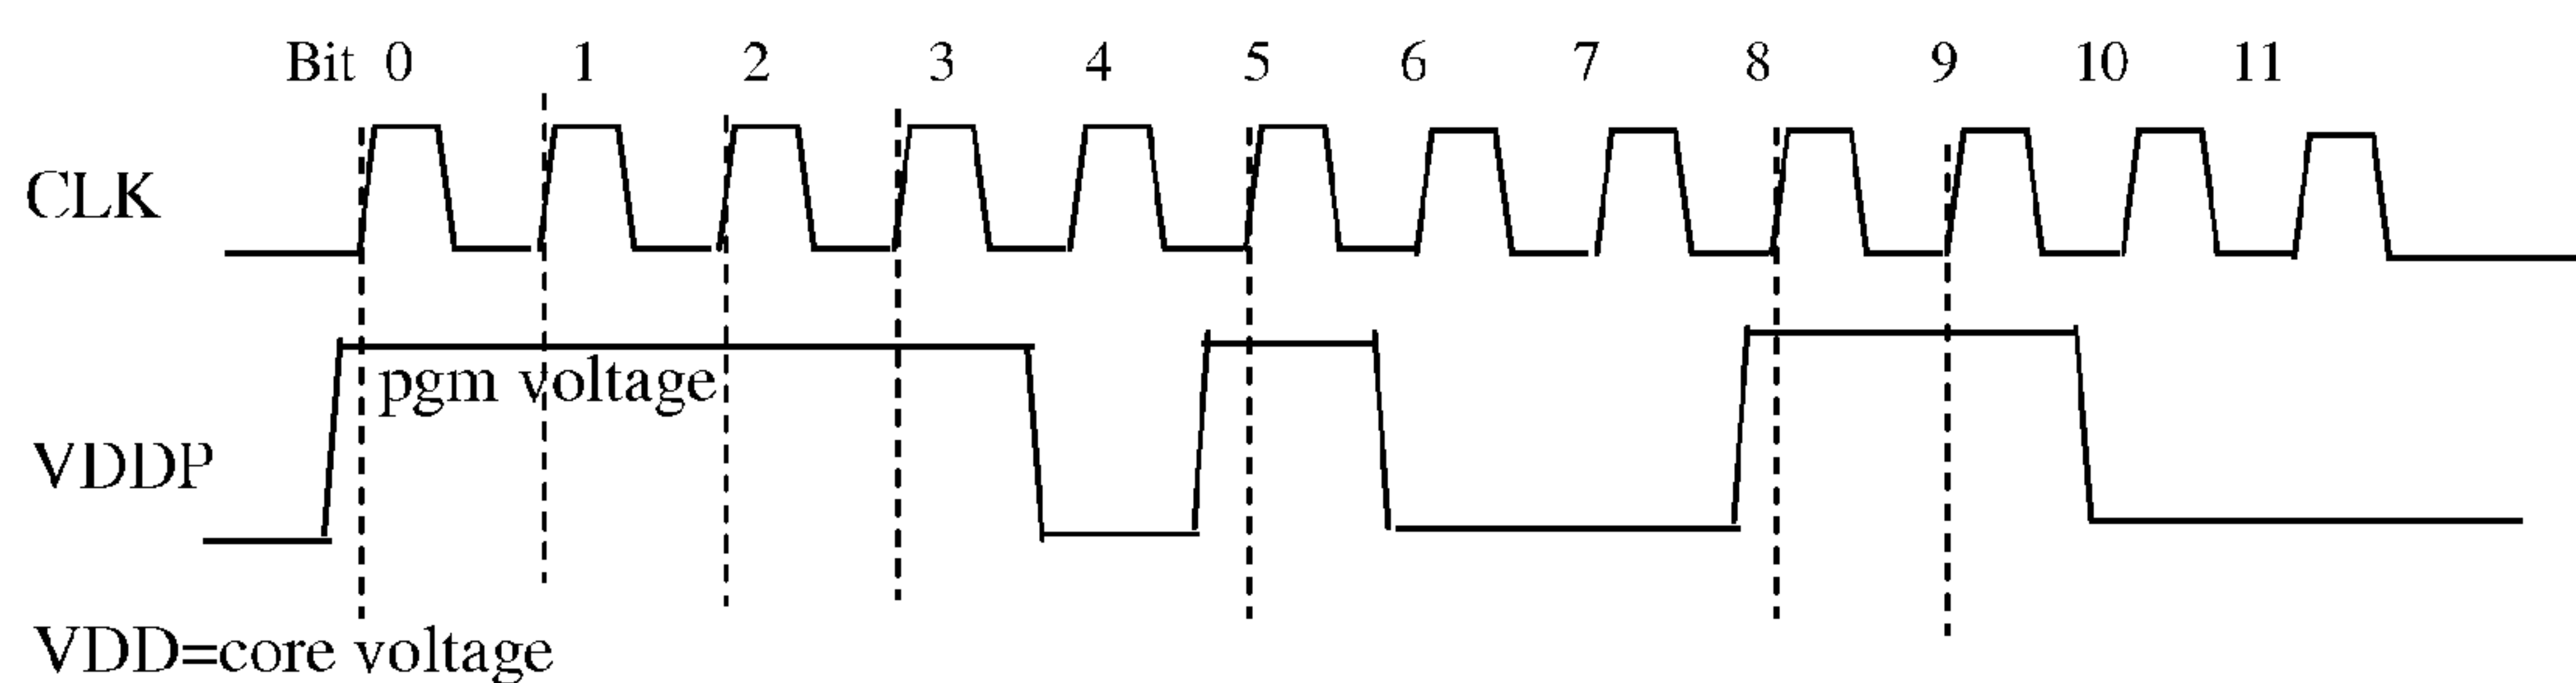 Bit 0 1 2 3 4 5 6 7 8 9 10 11
CLK
pgm voltage
VDDP
VDD=core voltage